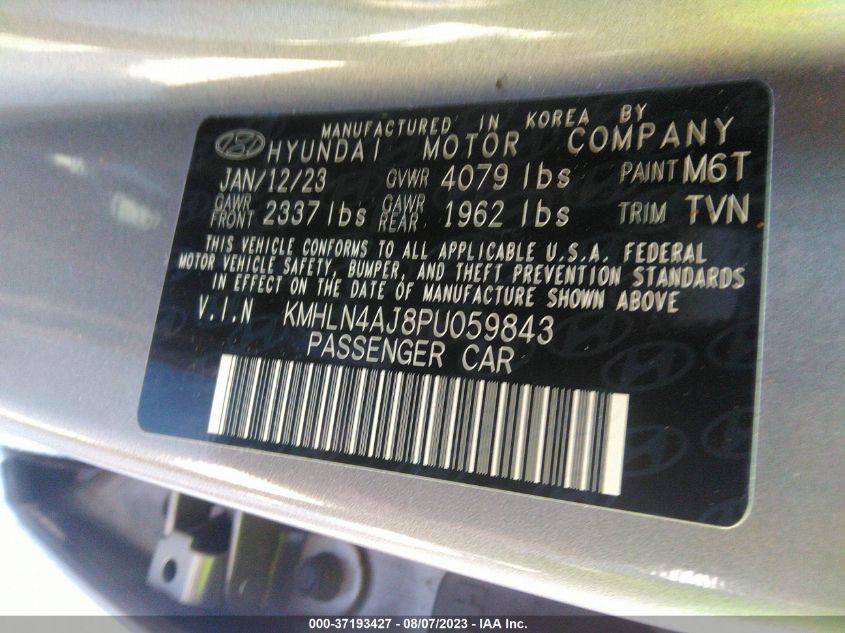 MANUFACTURED IN KOREA BY
HYUNDAI MOTOR COMPANY
JAN/12/23 GVWR 4079 lbs PAINT M6T
GAWR FRONT 2337 lbs GAWR REAR 1962 lbs TRIM TVN
THIS VEHICLE CONFORMS TO ALL APPLICABLE U.S.A. FEDERAL
MOTOR VEHICLE SAFETY, BUMPER, AND THEFT PREVENTION STANDARDS
IN EFFECT ON THE DATE OF MANUFACTURE SHOWN ABOVE
V.I.N KMHLN4AJ8PU059843
PASSENGER CAR
000-37193427 - 08/07/2023 - IAA Inc.